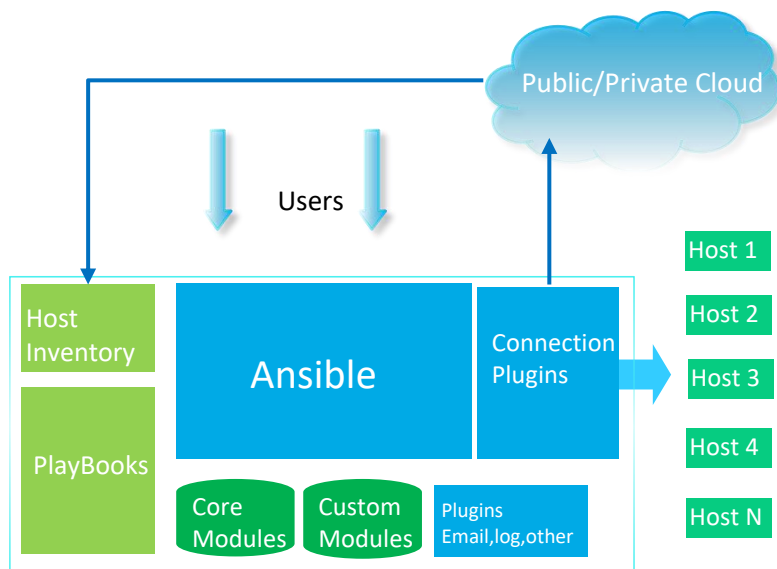 Public/Private Cloud
Users
Host 1
Host
Inventory
Ansible
Connection
Plugins
Host 2
Host 3
PlayBooks
Host 4
Core
Modules
Custom
Modules
Plugins
Email,log,other
Host N